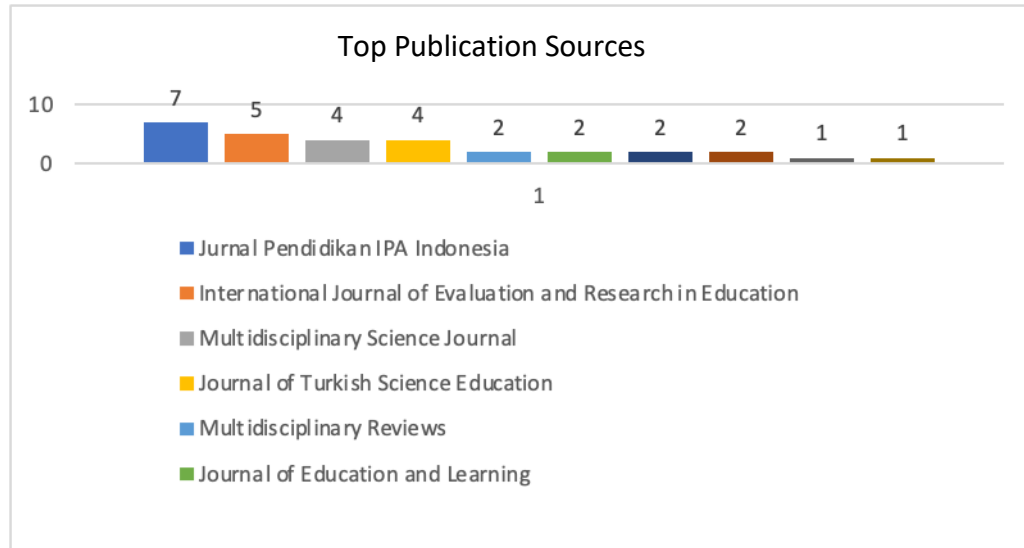 Top Publication Sources
10
7
5
4
4
2
2
2
2
1
1
0
1
Jurnal Pendidikan IPA Indonesia
International Journal of Evaluation and Research in Education
Multidisciplinary Science Journal
Journal of Turkish Science Education
Multidisciplinary Reviews
Journal of Education and Learning